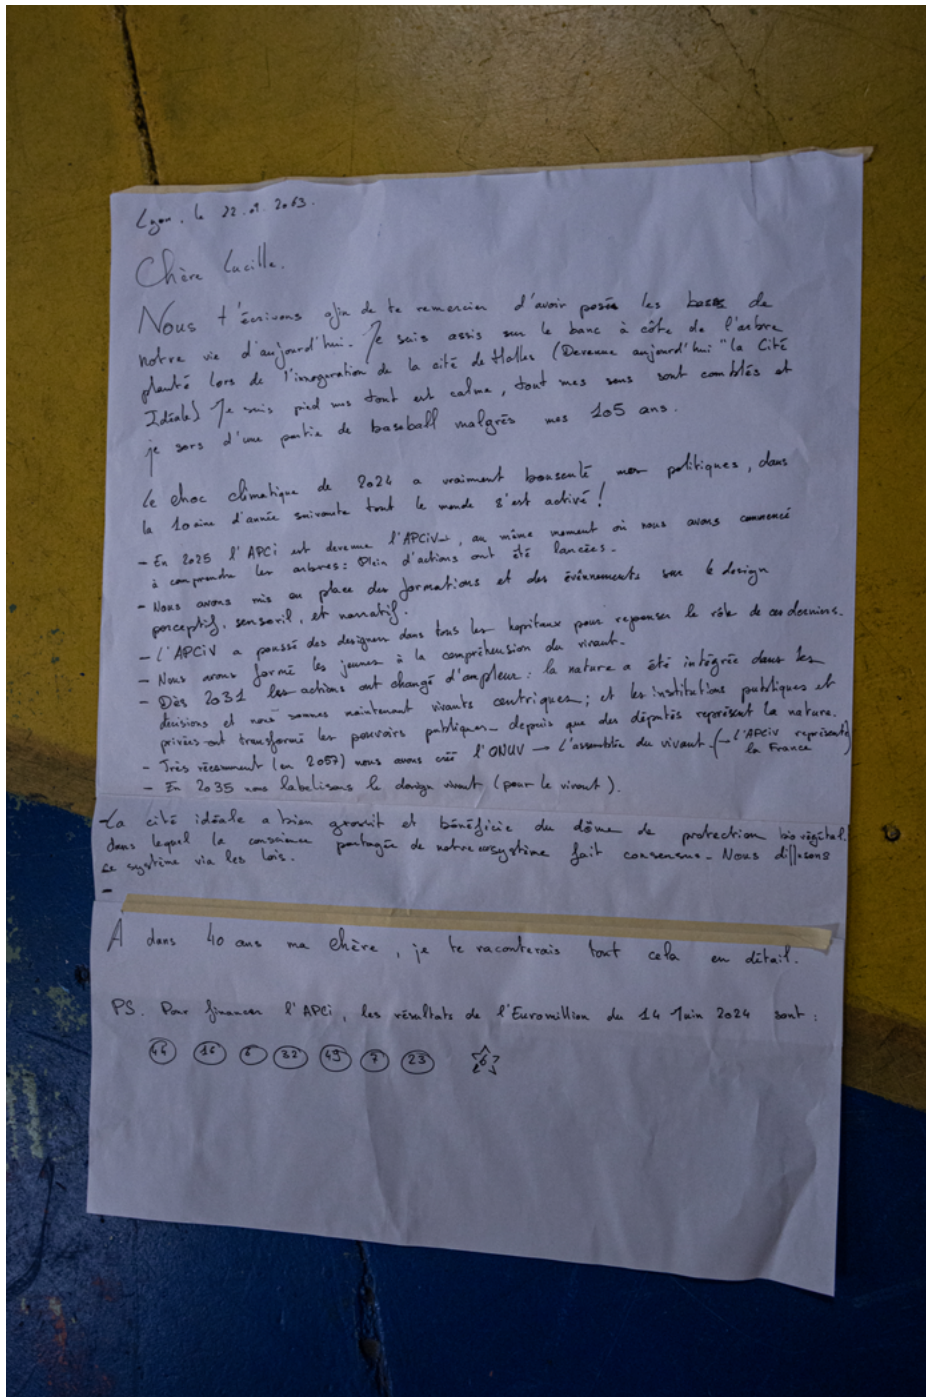 Lyon, le 22.01.2063.
Chère Lucille.
Nous t'écrivons afin de te remercier d'avoir posés les bases de
notre vie d'aujourd'hui. Je suis assis sur le banc à côté de l'arbre
planté lors de l'innoguration de la cité de Halles (Devenue aujourd'hui "la Cité
Idéale) Je suis pied nus tout est calme, tout mes sens sont comblés et
je sors d'une partie de baseball malgrés mes 105 ans.
Le choc climatique de 2024 a vraiment bousculé nos politiques, dans
la 10aine d'année suivante tout le monde s'est activé !
- En 2025 l'APCi est devenue l'APCiV, au même moment où nous avons commencé
à comprendre les arbres : Plein d'actions ont été lancées.
- Nous avons mis en place des formations et des événnements sur le design
perceptif, sensoriel, et narratif.
- L'APCiV a poussé des designers dans tous les hopitaux pour repenser le rôle de ces derniers.
- Nous avons formé les jeunes à la compréhension du vivant.
- Dès 2031 les actions ont changé d'ampleur : la nature a été intégrée dans les
décisions et nous sommes maintenant vivants centriques ; et les institutions publiques et
privées ont transformé les pouvoirs publiques depuis que des députés représent la nature.
- Très récemment (en 2057) nous avons créé l'ONUV → L'assemblée du vivant. (→ L'APCiV représente
la France)
- En 2035 nous labelisons le design vivant (pour le vivant).
- La cité idéale a bien grossit et bénéficie du dôme de protection bio végétal
dans lequel la conscience partagée de notre ecosystème fait consensus. Nous diffusons
ce système via les lois.
-
A dans 40 ans ma chère, je te raconterais tout cela en détail.
PS. Pour financer l'APCi, les résultats de l'Euromillion du 14 Juin 2024 sont :
44 16 8 32 49 7 23 6